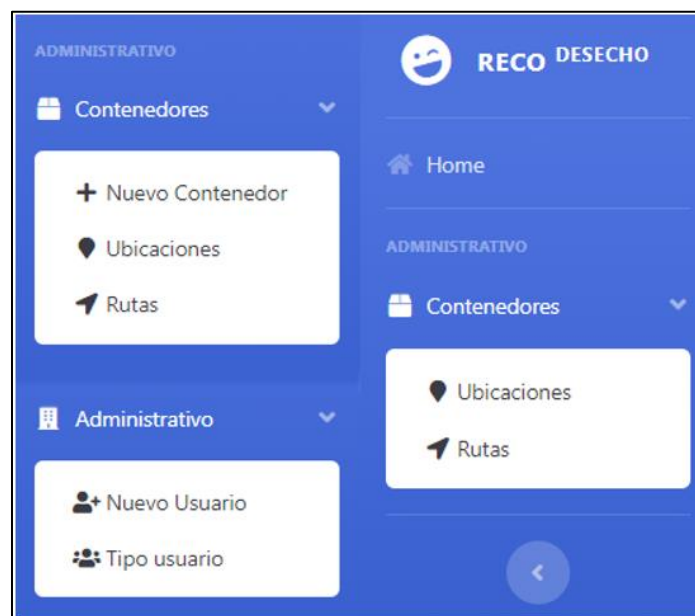 ADMINISTRATIVO
Contenedores
Nuevo Contenedor
Ubicaciones
Rutas
Administrativo
Nuevo Usuario
Tipo usuario
RECO DESECHO
Home
ADMINISTRATIVO
Contenedores
Ubicaciones
Rutas